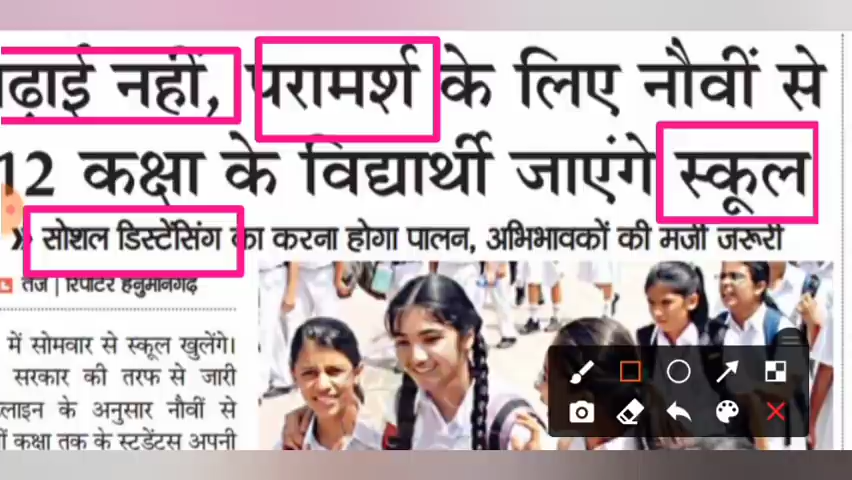 पढ़ाई नहीं, परामर्श के लिए नौवीं से
12 कक्षा के विद्यार्थी जाएंगे स्कूल
» सोशल डिस्टेंसिंग का करना होगा पालन, अभिभावकों की मर्जी जरूरी
तेज | रिपोर्टर हनुमानगढ़
में सोमवार से स्कूल खुलेंगे।
सरकार की तरफ से जारी
लाइन के अनुसार नौवीं से
कक्षा तक के स्टूडेंट्स अपनी